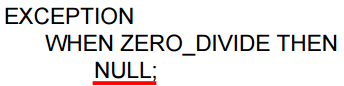 EXCEPTION
WHEN ZERO_DIVIDE THEN
NULL;